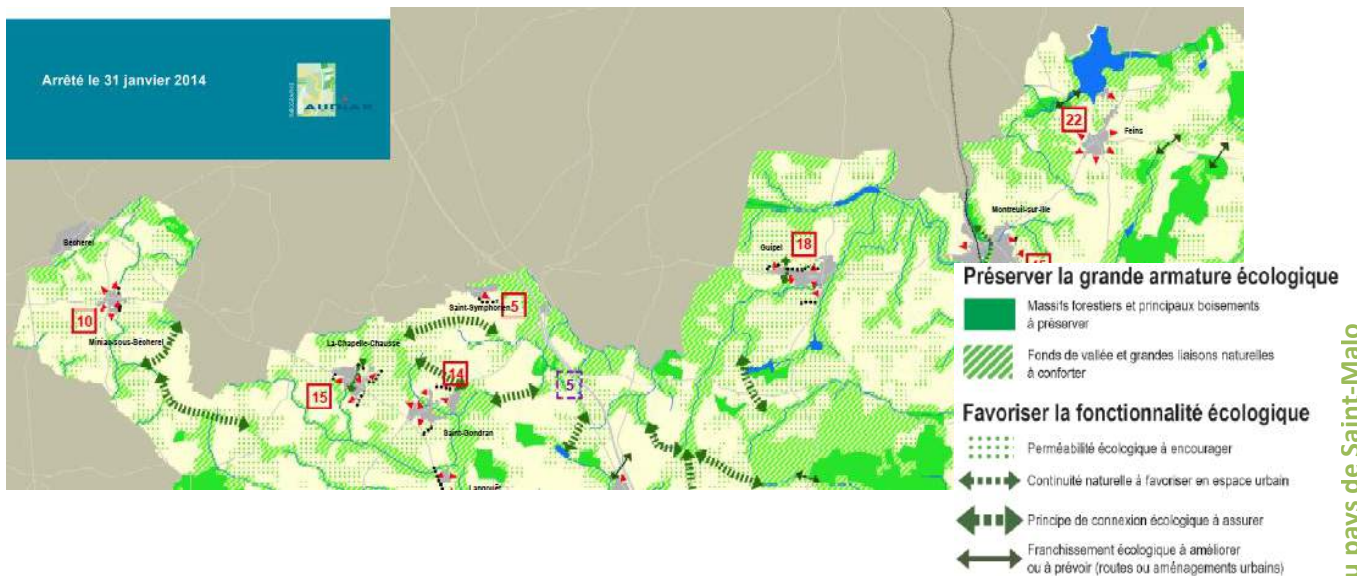 Arrêté le 31 janvier 2014
AUDIAR
22
Feins
Montreuil-sur-Ille
Bécherel
Guipel
18
Saint-Symphorien
5
10
Miniac-sous-Bécherel
La-Chapelle-Chausse
14
5
15
Saint-Gondran
Langouët
Préserver la grande armature écologique
Massifs forestiers et principaux boisements
à préserver
Fonds de vallée et grandes liaisons naturelles
à conforter
Favoriser la fonctionnalité écologique
Perméabilité écologique à encourager
Continuité naturelle à favoriser en espace urbain
Principe de connexion écologique à assurer
Franchissement écologique à améliorer
ou à prévoir (routes ou aménagements urbains)
u pays de Saint-Malo